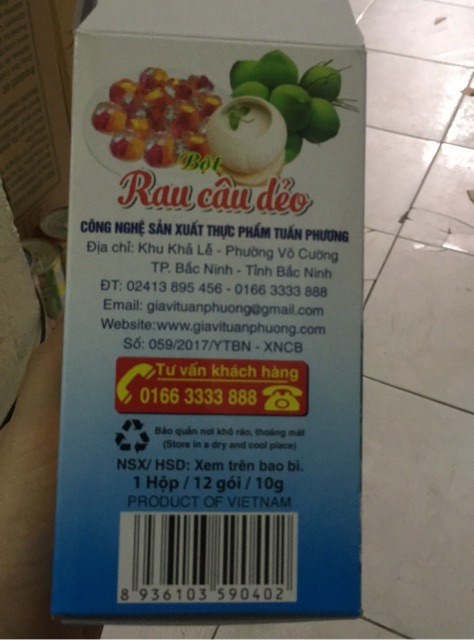 Bột
Rau câu dẻo
CÔNG NGHỆ SẢN XUẤT THỰC PHẨM TUẤN PHƯƠNG
Địa chỉ: Khu Khả Lễ - Phường Võ Cường
TP. Bắc Ninh - Tỉnh Bắc Ninh
ĐT: 02413 895 456 - 0166 3333 888
Email: giavituanphuong@gmail.com
Website:www.giavituanphuong.com
Số: 059/2017/YTBN - XNCB
Tư vấn khách hàng
0166 3333 888
Bảo quản nơi khô ráo, thoáng mát
(Store in a dry and cool place)
NSX/ HSD: Xem trên bao bì.
1 Hộp / 12 gói / 10g
PRODUCT OF VIETNAM
8 936103 590402